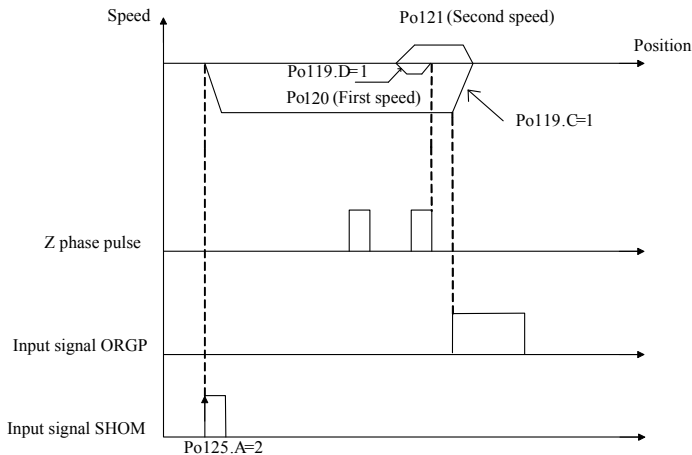 Speed
Po121 (Second speed)
Position
Po119.D=1
Po120 (First speed)
Po119.C=1
Z phase pulse
Input signal ORGP
Input signal SHOM
Po125.A=2